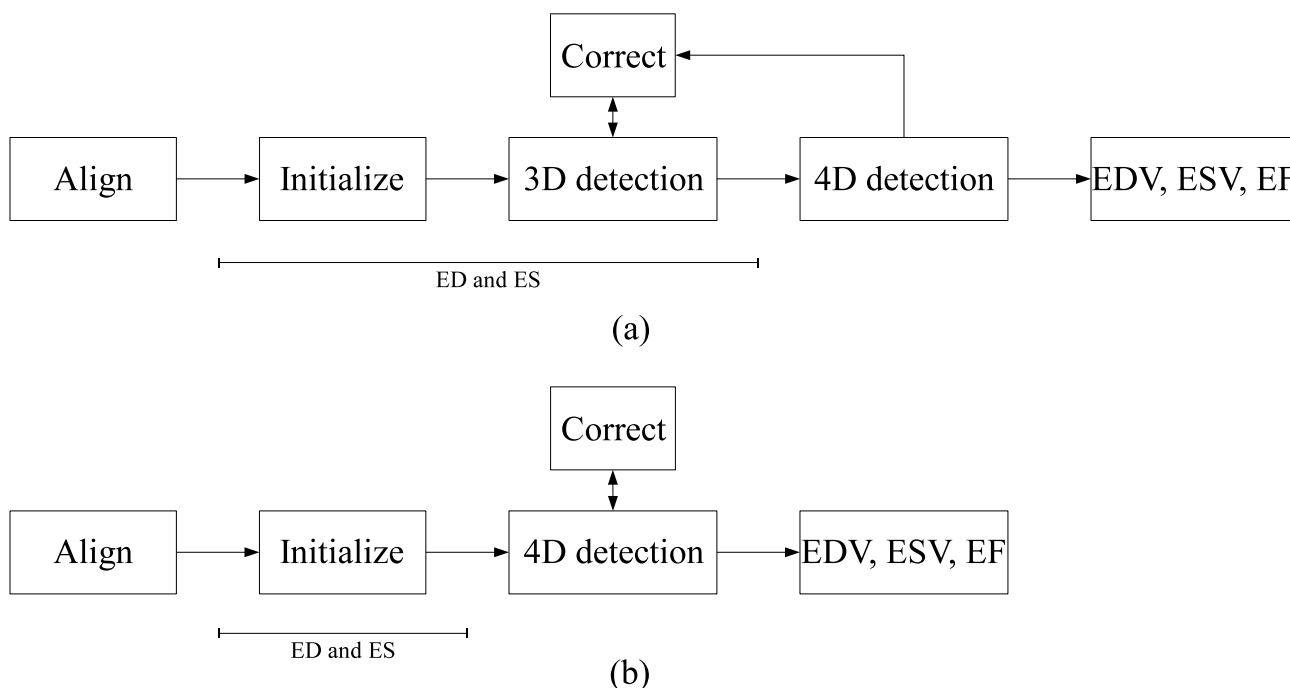 Correct
Align
Initialize
3D detection
4D detection
EDV, ESV, EF
ED and ES
(a)
Correct
Align
Initialize
4D detection
EDV, ESV, EF
ED and ES
(b)